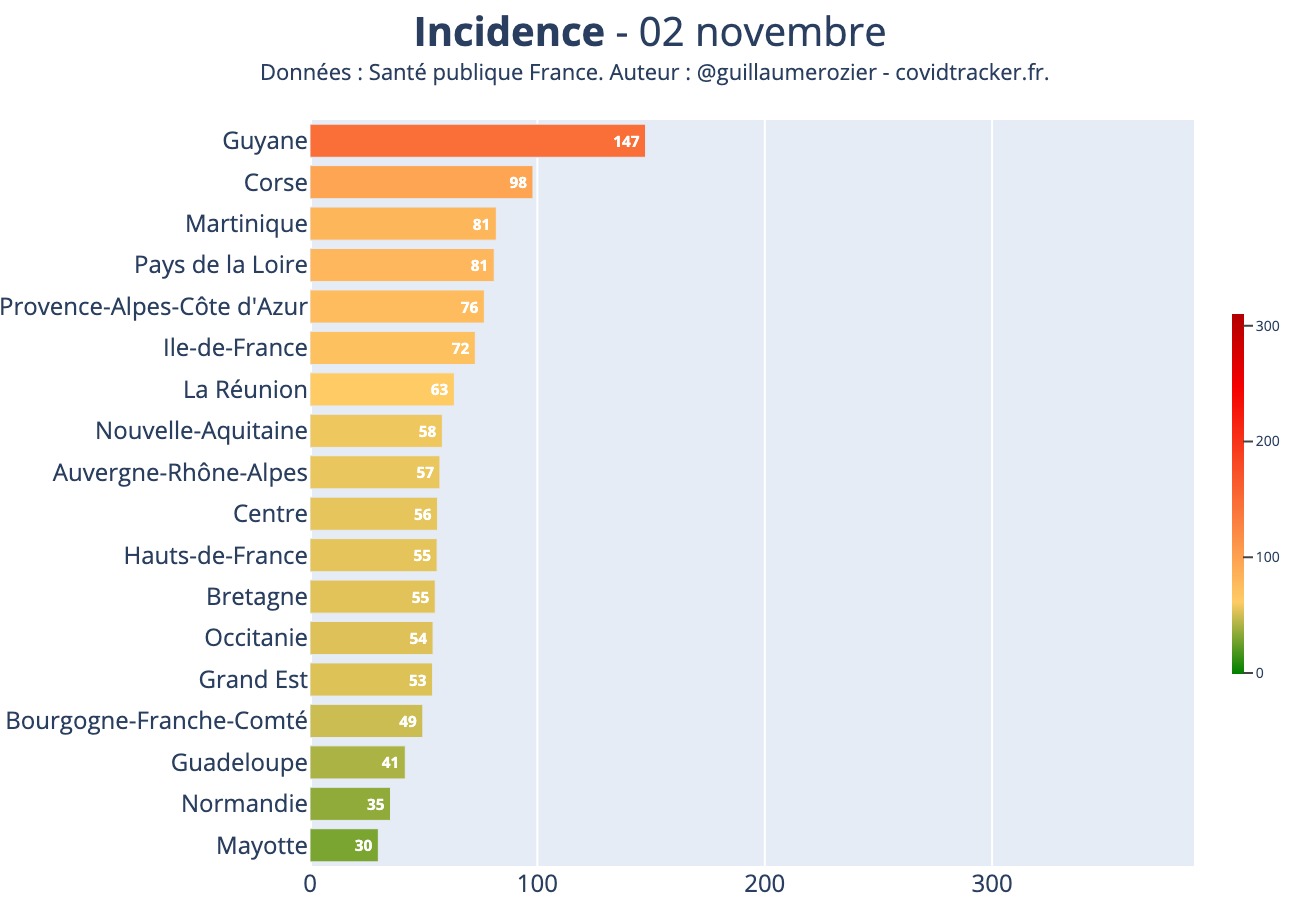 Incidence - 02 novembre
Données : Santé publique France. Auteur : @guillaumerozier - covidtracker.fr.
Guyane 147
Corse 98
Martinique 81
Pays de la Loire 81
Provence-Alpes-Côte d'Azur 76
Ile-de-France 72
La Réunion 63
Nouvelle-Aquitaine 58
Auvergne-Rhône-Alpes 57
Centre 56
Hauts-de-France 55
Bretagne 55
Occitanie 54
Grand Est 53
Bourgogne-Franche-Comté 49
Guadeloupe 41
Normandie 35
Mayotte 30
0 100 200 300
300
200
100
0